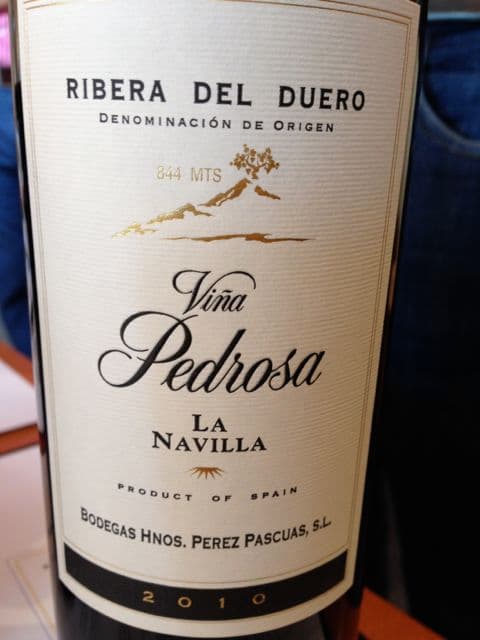 RIBERA DEL DUERO
DENOMINACIÓN DE ORIGEN
844 MTS
Viña
Pedrosa
LA
NAVILLA
PRODUCT OF SPAIN
BODEGAS HNOS. PEREZ PASCUAS, S.L.
2010